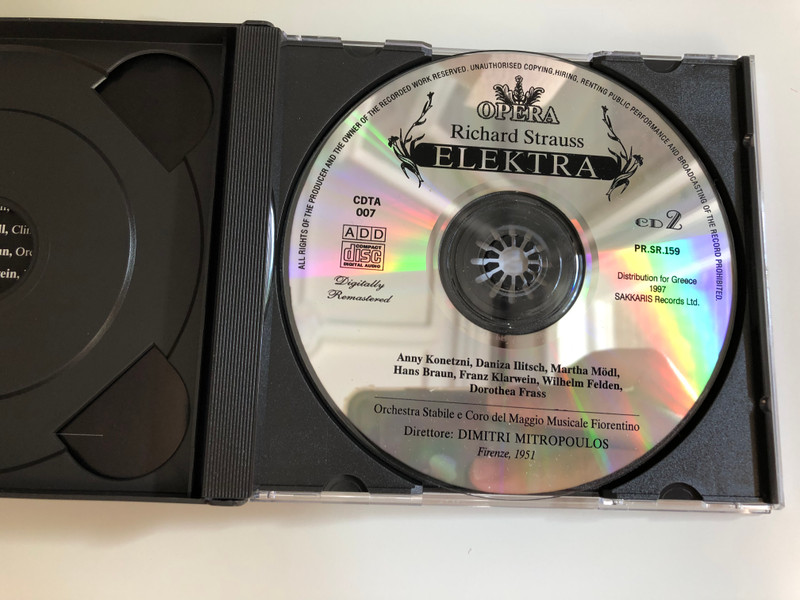 ALL RIGHTS OF THE PRODUCER AND THE OWNER OF THE RECORDED WORK RESERVED. UNAUTHORISED COPYING,HIRING, RENTING PUBLIC PERFORMANCE AND BROADCASTING OF THE RECORD PROHIBITED.
OPERA
Richard Strauss
ELEKTRA
CDTA
007
ADD
COMPACT
disc
DIGITAL AUDIO
Digitally
Remastered
CD 2
PR.SR.159
Distribution for Greece
1997
SAKKARIS Records Ltd.
Anny Konetzni, Daniza Ilitsch, Martha Mödl,
Hans Braun, Franz Klarwein, Wilhelm Felden,
Dorothea Frass
Orchestra Stabile e Coro del Maggio Musicale Fiorentino
Direttore: DIMITRI MITROPOULOS
Firenze, 1951